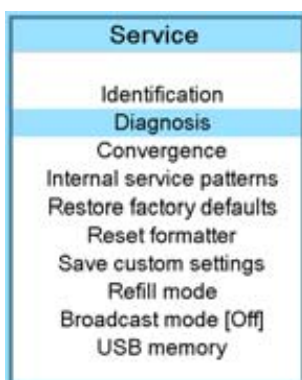 Service
Identification
Diagnosis
Convergence
Internal service patterns
Restore factory defaults
Reset formatter
Save custom settings
Refill mode
Broadcast mode [Off]
USB memory